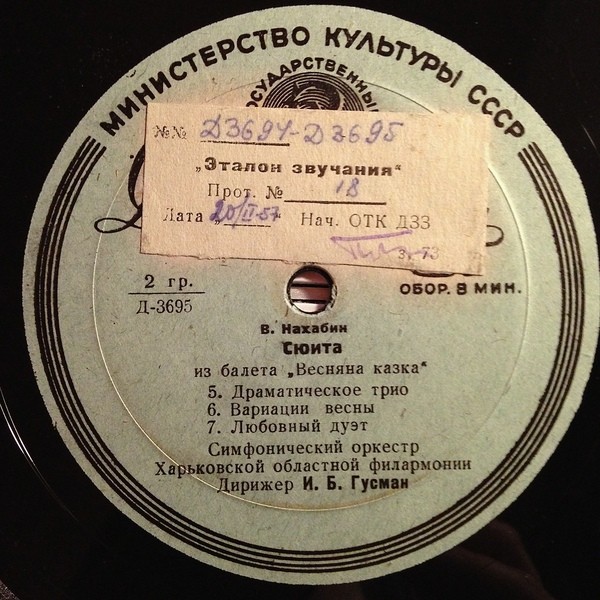 МИНИСТЕРСТВО КУЛЬТУРЫ СССР
ГОСУДАРСТВЕННЫЙ
№№ Д3694-Д3695
„Эталон звучания“
Прот. № 18
Дата „20/II-57“ Нач. ОТК ДЗЗ
з. 73
2 гр.
Д-3695
ОБОР. В МИН.
В. Нахабин
Сюита
из балета „Весняна казка“
5. Драматическое трио
6. Вариации весны
7. Любовный дуэт
Симфонический оркестр
Харьковской областной филармонии
Дирижер И. Б. Гусман